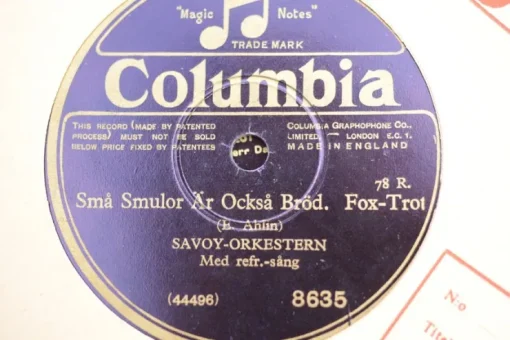 "Magic Notes"
TRADE MARK
Columbia
THIS RECORD (MADE BY PATENTED
PROCESS) MUST NOT BE SOLD
BELOW PRICE FIXED BY PATENTEES
COLUMBIA GRAPHOPHONE CO.,
LIMITED — LONDON E.C.1.
MADE IN ENGLAND
78 R.
Små Smulor Är Också Bröd. Fox-Trot
(E. Ahlin)
SAVOY-ORKESTERN
Med refr.-sång
(44496) 8635
N:o